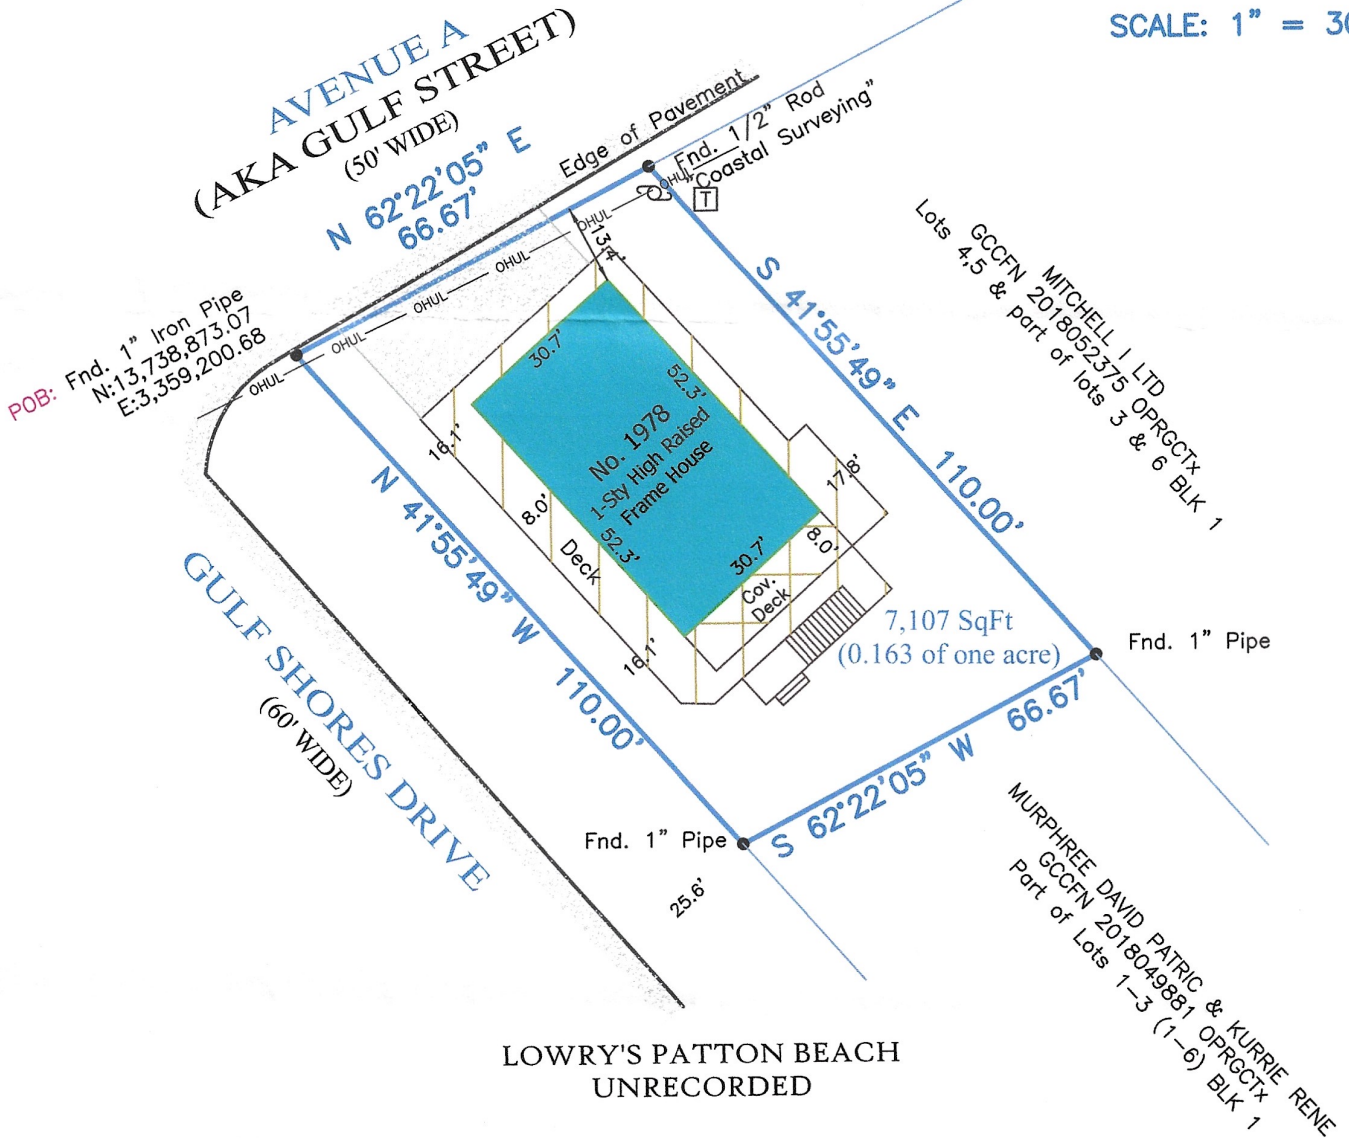 SCALE: 1" = 30
AVENUE A
(AKA GULF STREET)
(50' WIDE)
N 62°22'05" E
66.67'
Edge of Pavement
Fnd. 1/2" Rod
"Coastal Surveying"
OHUL
T
OHUL
OHUL
OHUL
OHUL
OHUL
13.4'
POB: Fnd. 1" Iron Pipe
N:13,738,873.07
E:3,359,200.68
S 41°55'49" E 110.00'
MITCHELL I LTD
GCCFN 2018052375 OPRGCTx
Lots 4,5 & part of lots 3 & 6 BLK 1
30.7'
52.3'
No. 1978
1-Sty High Raised
Frame House
16.1'
17.8'
8.0'
Deck
52.3'
30.7'
8.0'
Cov.
Deck
16.1'
N 41°55'49" W 110.00'
7,107 SqFt
(0.163 of one acre)
Fnd. 1" Pipe
GULF SHORES DRIVE
(60' WIDE)
S 62°22'05" W 66.67'
Fnd. 1" Pipe
25.6'
MURPHREE DAVID PATRIC & KURRIE RENE
GCCFN 2018049881 OPRGCTx
Part of Lots 1-3 (1-6) BLK 1
LOWRY'S PATTON BEACH
UNRECORDED